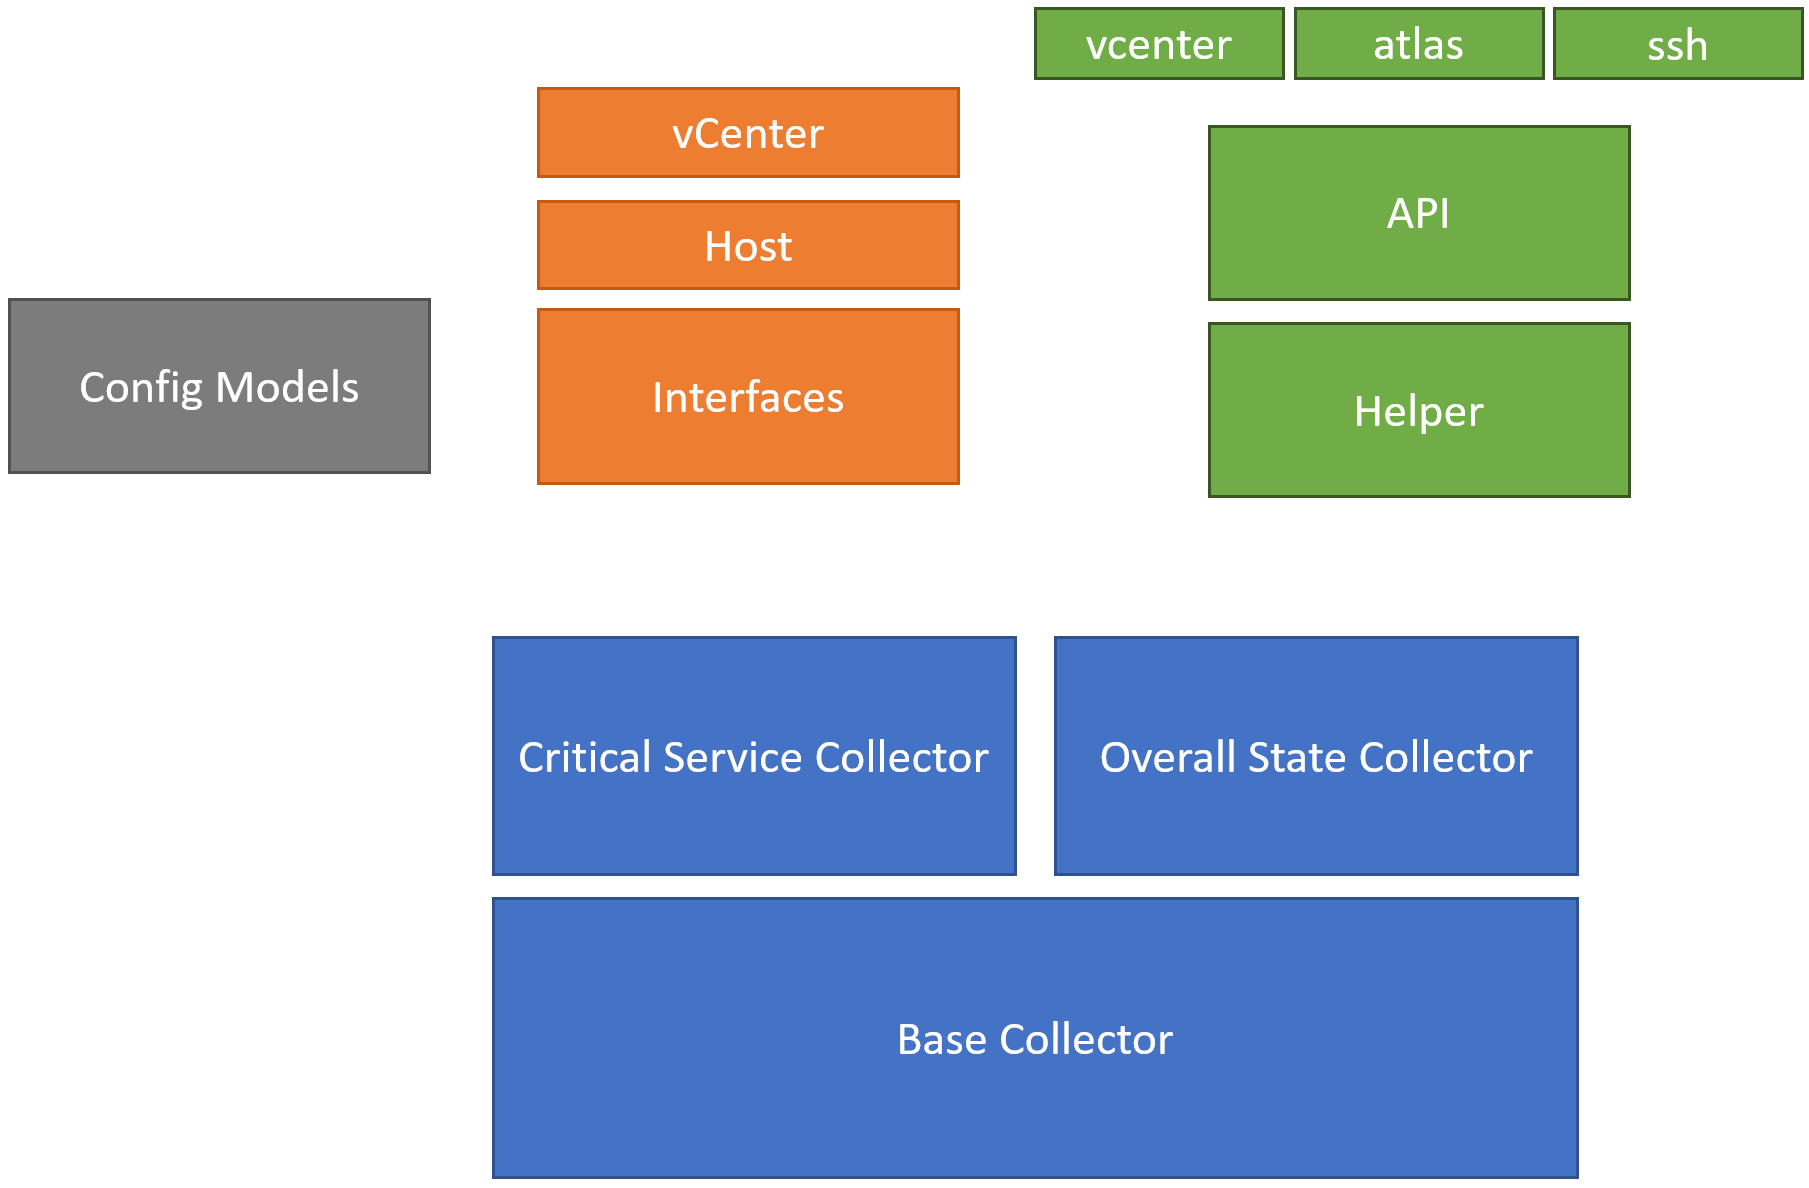 vcenter
atlas
ssh
vCenter
Host
Interfaces
API
Helper
Config Models
Critical Service Collector
Overall State Collector
Base Collector